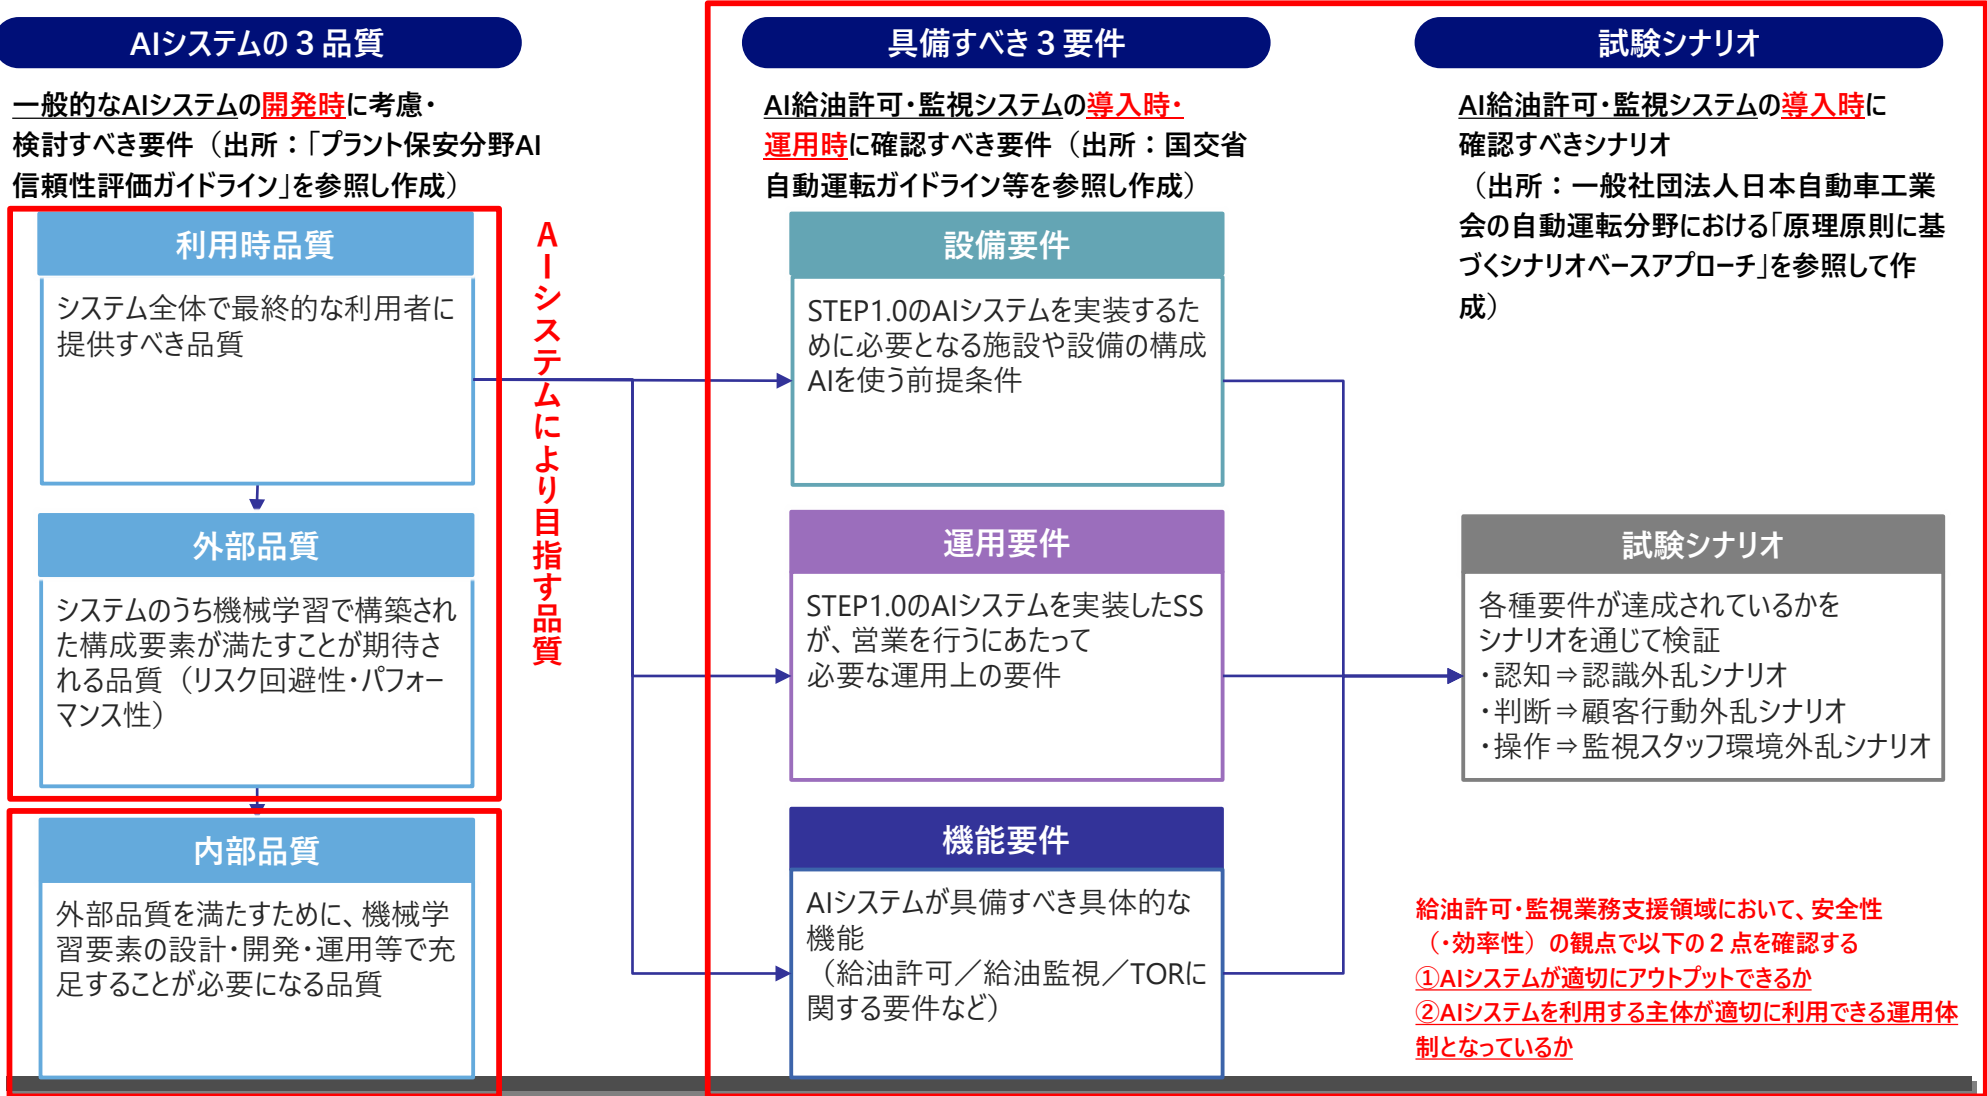 AIシステムの３品質
一般的なAIシステムの開発時に考慮・
検討すべき要件（出所：「プラント保安分野AI
信頼性評価ガイドライン」を参照し作成）
利用時品質
システム全体で最終的な利用者に
提供すべき品質
外部品質
システムのうち機械学習で構築され
た構成要素が満たすことが期待さ
れる品質（リスク回避性・パフォー
マンス性）
内部品質
外部品質を満たすために、機械学
習要素の設計・開発・運用等で充
足することが必要になる品質
AIシステムにより目指す品質
具備すべき３要件
AI給油許可・監視システムの導入時・
運用時に確認すべき要件（出所：国交省
自動運転ガイドライン等を参照し作成）
設備要件
STEP1.0のAIシステムを実装するた
めに必要となる施設や設備の構成
AIを使う前提条件
運用要件
STEP1.0のAIシステムを実装したSS
が、営業を行うにあたって
必要な運用上の要件
機能要件
AIシステムが具備すべき具体的な
機能
（給油許可／給油監視／TORに
関する要件など）
試験シナリオ
AI給油許可・監視システムの導入時に
確認すべきシナリオ
（出所：一般社団法人日本自動車工業
会の自動運転分野における「原理原則に基
づくシナリオベースアプローチ」を参照して作
成）
試験シナリオ
各種要件が達成されているかを
シナリオを通じて検証
・認知⇒認識外乱シナリオ
・判断⇒顧客行動外乱シナリオ
・操作⇒監視スタッフ環境外乱シナリオ
給油許可・監視業務支援領域において、安全性
（・効率性）の観点で以下の２点を確認する
①AIシステムが適切にアウトプットできるか
②AIシステムを利用する主体が適切に利用できる運用体
制となっているか